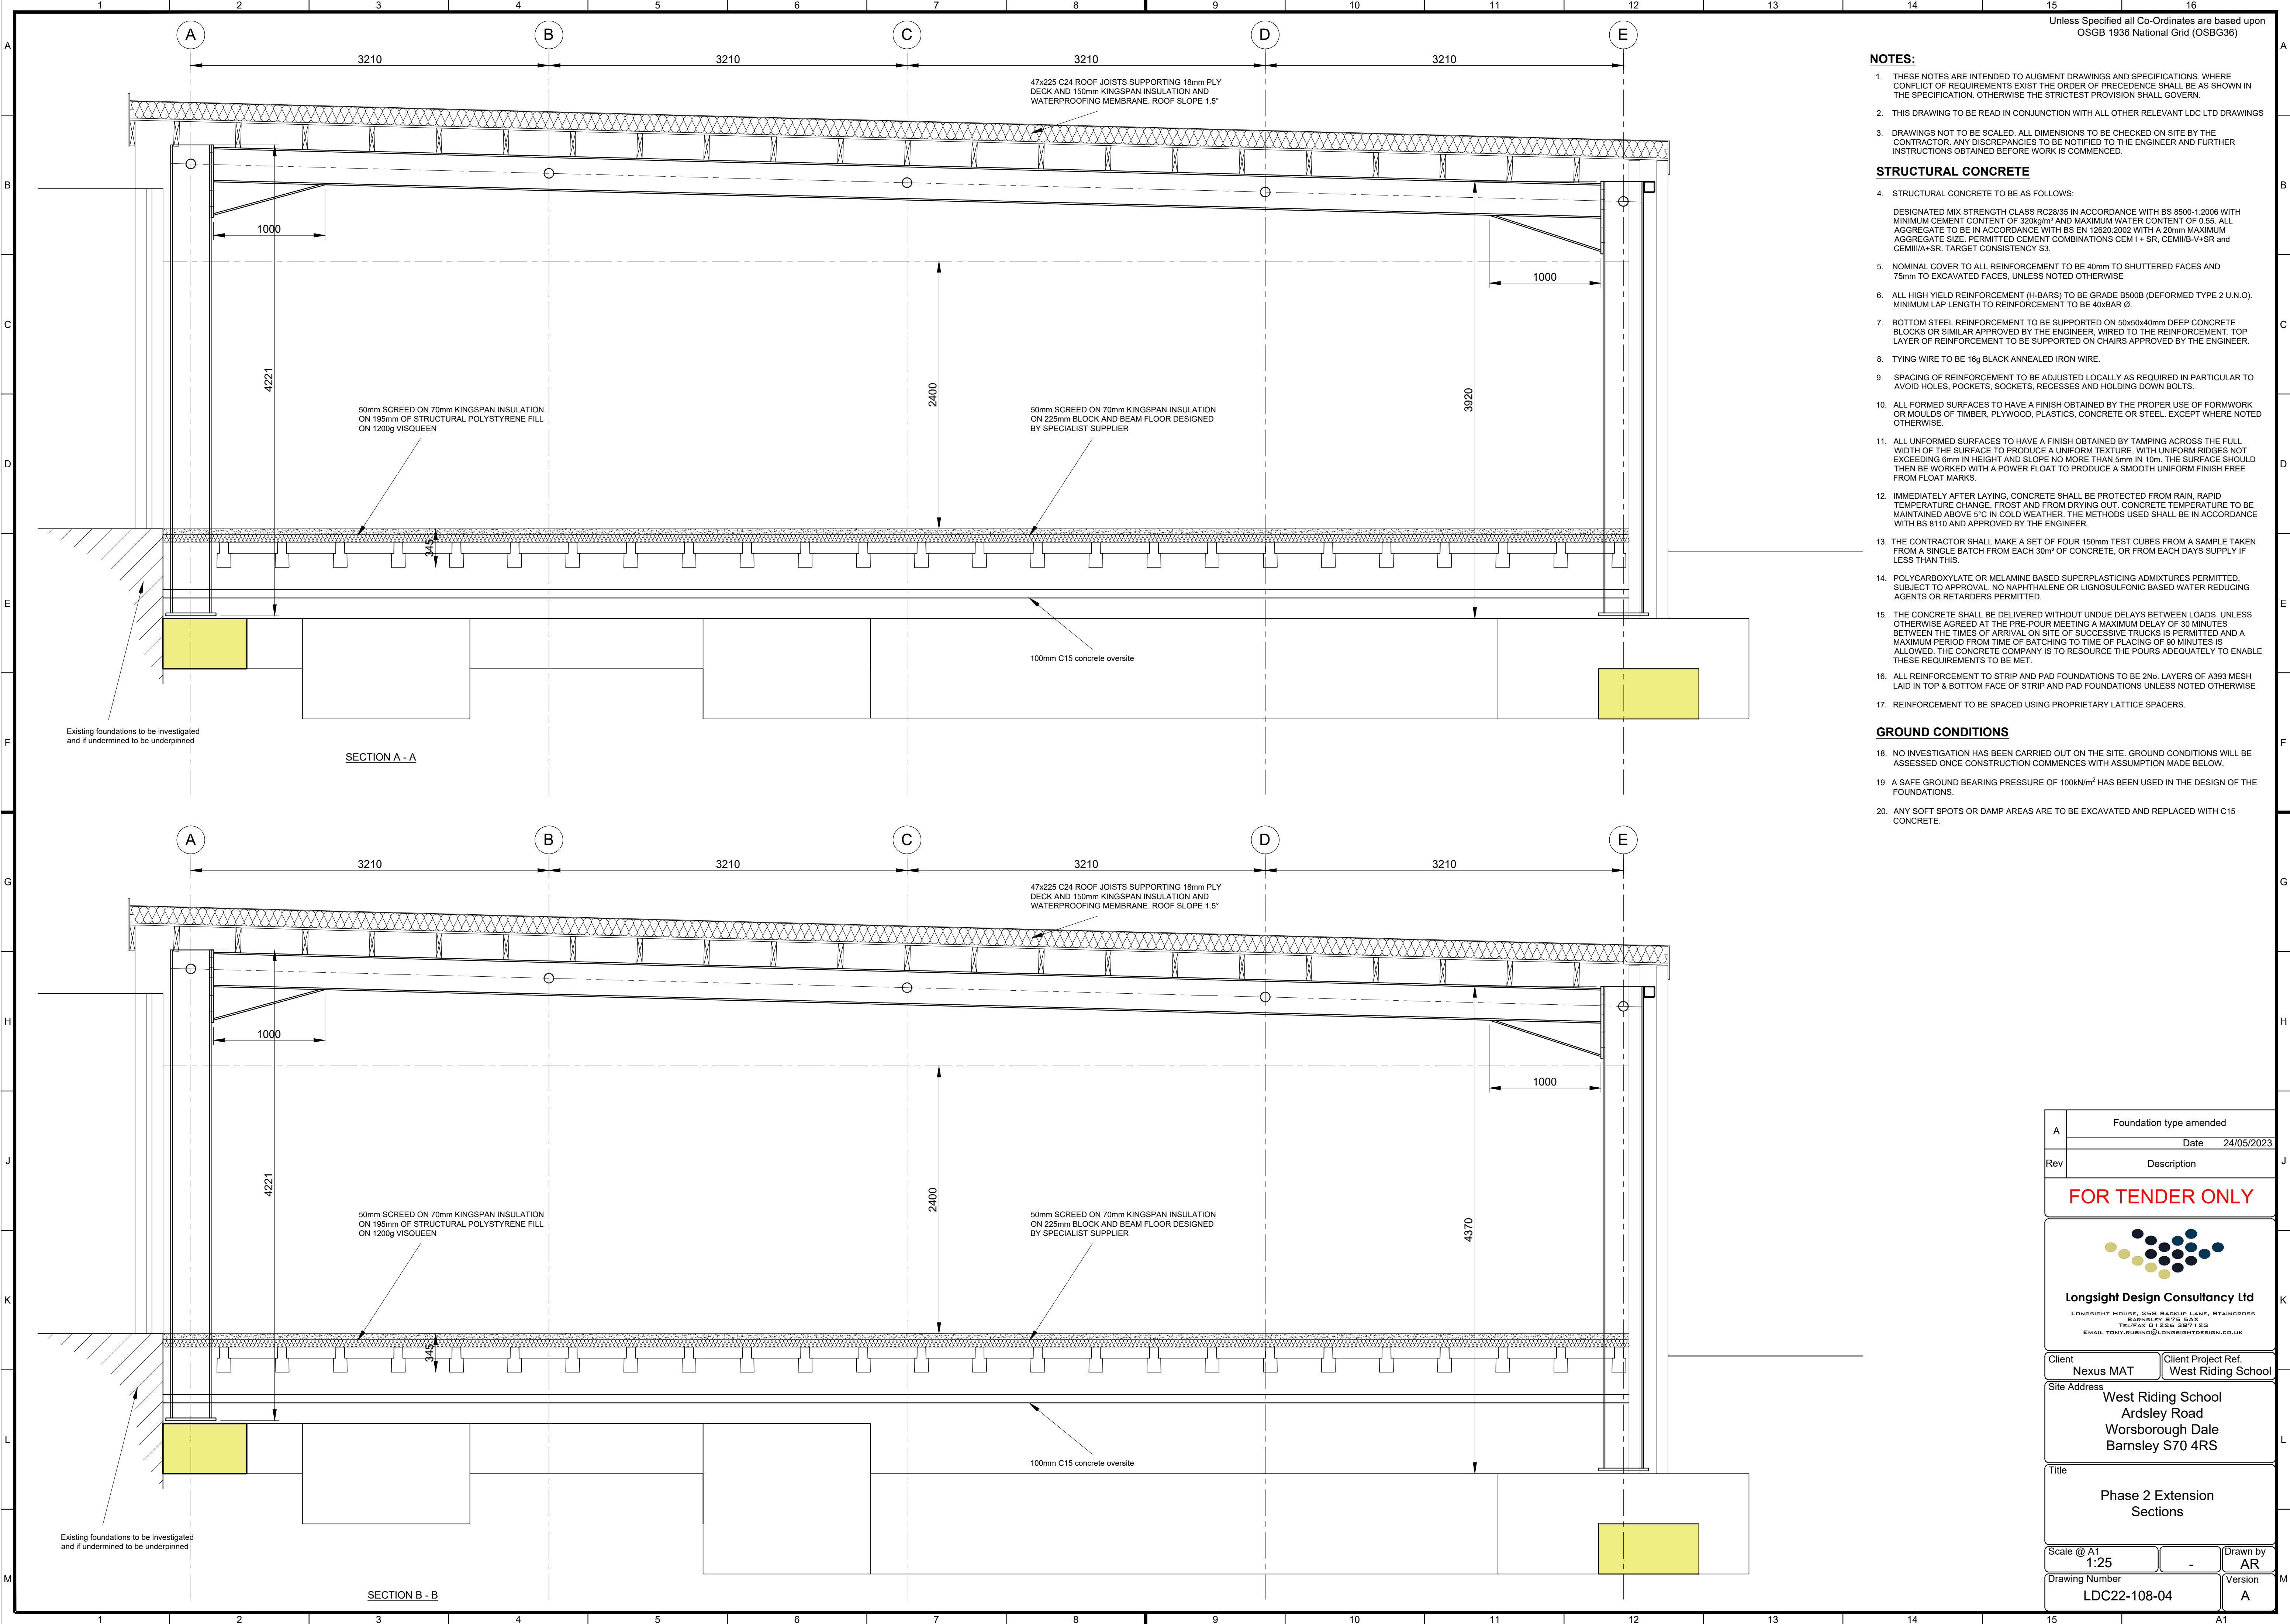 1 2 3 4 5 6 7 8 9 10 11 12 13 14 15 16
Unless Specified all Co-Ordinates are based upon
OSGB 1936 National Grid (OSBG36)
A B C D E
3210 3210 3210 3210
47x225 C24 ROOF JOISTS SUPPORTING 18mm PLY
DECK AND 150mm KINGSPAN INSULATION AND
WATERPROOFING MEMBRANE. ROOF SLOPE 1.5°
1000
1000
4221
2400
3920
50mm SCREED ON 70mm KINGSPAN INSULATION
ON 195mm OF STRUCTURAL POLYSTYRENE FILL
ON 1200g VISQUEEN
50mm SCREED ON 70mm KINGSPAN INSULATION
ON 225mm BLOCK AND BEAM FLOOR DESIGNED
BY SPECIALIST SUPPLIER
345
100mm C15 concrete oversite
Existing foundations to be investigated
and if undermined to be underpinned
SECTION A - A
A B C D E
3210 3210 3210 3210
47x225 C24 ROOF JOISTS SUPPORTING 18mm PLY
DECK AND 150mm KINGSPAN INSULATION AND
WATERPROOFING MEMBRANE. ROOF SLOPE 1.5°
1000
1000
4221
2400
4370
50mm SCREED ON 70mm KINGSPAN INSULATION
ON 195mm OF STRUCTURAL POLYSTYRENE FILL
ON 1200g VISQUEEN
50mm SCREED ON 70mm KINGSPAN INSULATION
ON 225mm BLOCK AND BEAM FLOOR DESIGNED
BY SPECIALIST SUPPLIER
345
100mm C15 concrete oversite
Existing foundations to be investigated
and if undermined to be underpinned
SECTION B - B
NOTES:
1. THESE NOTES ARE INTENDED TO AUGMENT DRAWINGS AND SPECIFICATIONS. WHERE
CONFLICT OF REQUIREMENTS EXIST THE ORDER OF PRECEDENCE SHALL BE AS SHOWN IN
THE SPECIFICATION. OTHERWISE THE STRICTEST PROVISION SHALL GOVERN.
2. THIS DRAWING TO BE READ IN CONJUNCTION WITH ALL OTHER RELEVANT LDC LTD DRAWINGS
3. DRAWINGS NOT TO BE SCALED. ALL DIMENSIONS TO BE CHECKED ON SITE BY THE
CONTRACTOR. ANY DISCREPANCIES TO BE NOTIFIED TO THE ENGINEER AND FURTHER
INSTRUCTIONS OBTAINED BEFORE WORK IS COMMENCED.
STRUCTURAL CONCRETE
4. STRUCTURAL CONCRETE TO BE AS FOLLOWS:
DESIGNATED MIX STRENGTH CLASS RC28/35 IN ACCORDANCE WITH BS 8500-1:2006 WITH
MINIMUM CEMENT CONTENT OF 320kg/m³ AND MAXIMUM WATER CONTENT OF 0.55. ALL
AGGREGATE TO BE IN ACCORDANCE WITH BS EN 12620:2002 WITH A 20mm MAXIMUM
AGGREGATE SIZE. PERMITTED CEMENT COMBINATIONS CEM I + SR, CEMII/B-V+SR and
CEMIII/A+SR. TARGET CONSISTENCY S3.
5. NOMINAL COVER TO ALL REINFORCEMENT TO BE 40mm TO SHUTTERED FACES AND
75mm TO EXCAVATED FACES, UNLESS NOTED OTHERWISE
6. ALL HIGH YIELD REINFORCEMENT (H-BARS) TO BE GRADE B500B (DEFORMED TYPE 2 U.N.O).
MINIMUM LAP LENGTH TO REINFORCEMENT TO BE 40xBAR Ø.
7. BOTTOM STEEL REINFORCEMENT TO BE SUPPORTED ON 50x50x40mm DEEP CONCRETE
BLOCKS OR SIMILAR APPROVED BY THE ENGINEER, WIRED TO THE REINFORCEMENT. TOP
LAYER OF REINFORCEMENT TO BE SUPPORTED ON CHAIRS APPROVED BY THE ENGINEER.
8. TYING WIRE TO BE 16g BLACK ANNEALED IRON WIRE.
9. SPACING OF REINFORCEMENT TO BE ADJUSTED LOCALLY AS REQUIRED IN PARTICULAR TO
AVOID HOLES, POCKETS, SOCKETS, RECESSES AND HOLDING DOWN BOLTS.
10. ALL FORMED SURFACES TO HAVE A FINISH OBTAINED BY THE PROPER USE OF FORMWORK
OR MOULDS OF TIMBER, PLYWOOD, PLASTICS, CONCRETE OR STEEL. EXCEPT WHERE NOTED
OTHERWISE.
11. ALL UNFORMED SURFACES TO HAVE A FINISH OBTAINED BY TAMPING ACROSS THE FULL
WIDTH OF THE SURFACE TO PRODUCE A UNIFORM TEXTURE, WITH UNIFORM RIDGES NOT
EXCEEDING 6mm IN HEIGHT AND SLOPE NO MORE THAN 5mm IN 10m. THE SURFACE SHOULD
THEN BE WORKED WITH A POWER FLOAT TO PRODUCE A SMOOTH UNIFORM FINISH FREE
FROM FLOAT MARKS.
12. IMMEDIATELY AFTER LAYING, CONCRETE SHALL BE PROTECTED FROM RAIN, RAPID
TEMPERATURE CHANGE, FROST AND FROM DRYING OUT. CONCRETE TEMPERATURE TO BE
MAINTAINED ABOVE 5°C IN COLD WEATHER. THE METHODS USED SHALL BE IN ACCORDANCE
WITH BS 8110 AND APPROVED BY THE ENGINEER.
13. THE CONTRACTOR SHALL MAKE A SET OF FOUR 150mm TEST CUBES FROM A SAMPLE TAKEN
FROM A SINGLE BATCH FROM EACH 30m³ OF CONCRETE, OR FROM EACH DAYS SUPPLY IF
LESS THAN THIS.
14. POLYCARBOXYLATE OR MELAMINE BASED SUPERPLASTICING ADMIXTURES PERMITTED,
SUBJECT TO APPROVAL. NO NAPHTHALENE OR LIGNOSULFONIC BASED WATER REDUCING
AGENTS OR RETARDERS PERMITTED.
15. THE CONCRETE SHALL BE DELIVERED WITHOUT UNDUE DELAYS BETWEEN LOADS. UNLESS
OTHERWISE AGREED AT THE PRE-POUR MEETING A MAXIMUM DELAY OF 30 MINUTES
BETWEEN THE TIMES OF ARRIVAL ON SITE OF SUCCESSIVE TRUCKS IS PERMITTED AND A
MAXIMUM PERIOD FROM TIME OF BATCHING TO TIME OF PLACING OF 90 MINUTES IS
ALLOWED. THE CONCRETE COMPANY IS TO RESOURCE THE POURS ADEQUATELY TO ENABLE
THESE REQUIREMENTS TO BE MET.
16. ALL REINFORCEMENT TO STRIP AND PAD FOUNDATIONS TO BE 2No. LAYERS OF A393 MESH
LAID IN TOP & BOTTOM FACE OF STRIP AND PAD FOUNDATIONS UNLESS NOTED OTHERWISE
17. REINFORCEMENT TO BE SPACED USING PROPRIETARY LATTICE SPACERS.
GROUND CONDITIONS
18. NO INVESTIGATION HAS BEEN CARRIED OUT ON THE SITE. GROUND CONDITIONS WILL BE
ASSESSED ONCE CONSTRUCTION COMMENCES WITH ASSUMPTION MADE BELOW.
19 A SAFE GROUND BEARING PRESSURE OF 100kN/m² HAS BEEN USED IN THE DESIGN OF THE
FOUNDATIONS.
20. ANY SOFT SPOTS OR DAMP AREAS ARE TO BE EXCAVATED AND REPLACED WITH C15
CONCRETE.
A Foundation type amended
Date 24/05/2023
Rev Description
FOR TENDER ONLY
Longsight Design Consultancy Ltd
LONGSIGHT HOUSE, 258 SACKUP LANE, STAINCROSS
BARNSLEY S75 5AX
TEL/FAX 01226 387123
EMAIL TONY.RUBINO@LONGSIGHTDESIGN.CO.UK
Client Client Project Ref.
Nexus MAT West Riding School
Site Address
West Riding School
Ardsley Road
Worsborough Dale
Barnsley S70 4RS
Title
Phase 2 Extension
Sections
Scale @ A1 Drawn by
1:25 - AR
Drawing Number Version
LDC22-108-04 A
A B C D E F G H J K L M
A B C D E F G H J K L M
1 2 3 4 5 6 7 8 9 10 11 12 13 14 15 A1